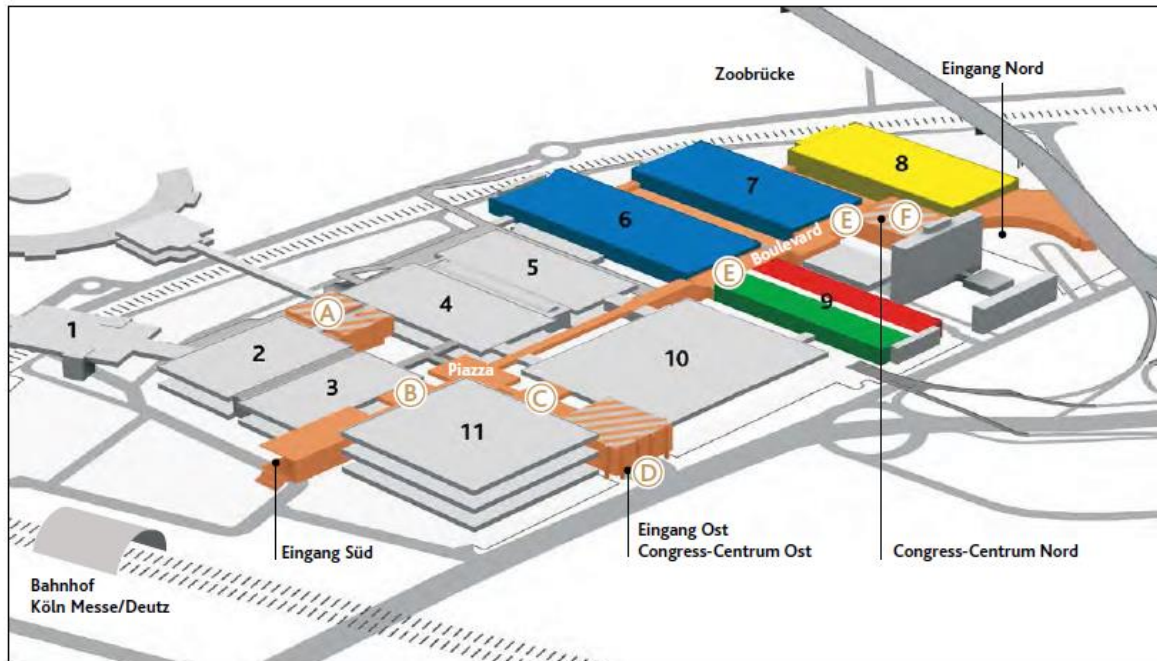 Zoobrücke
Eingang Nord
8
7
6
E
F
Boulevard
5
E
9
4
A
1
2
10
3
Piazza
B
C
11
D
Eingang Süd
Eingang Ost
Congress-Centrum Ost
Congress-Centrum Nord
Bahnhof
Köln Messe/Deutz